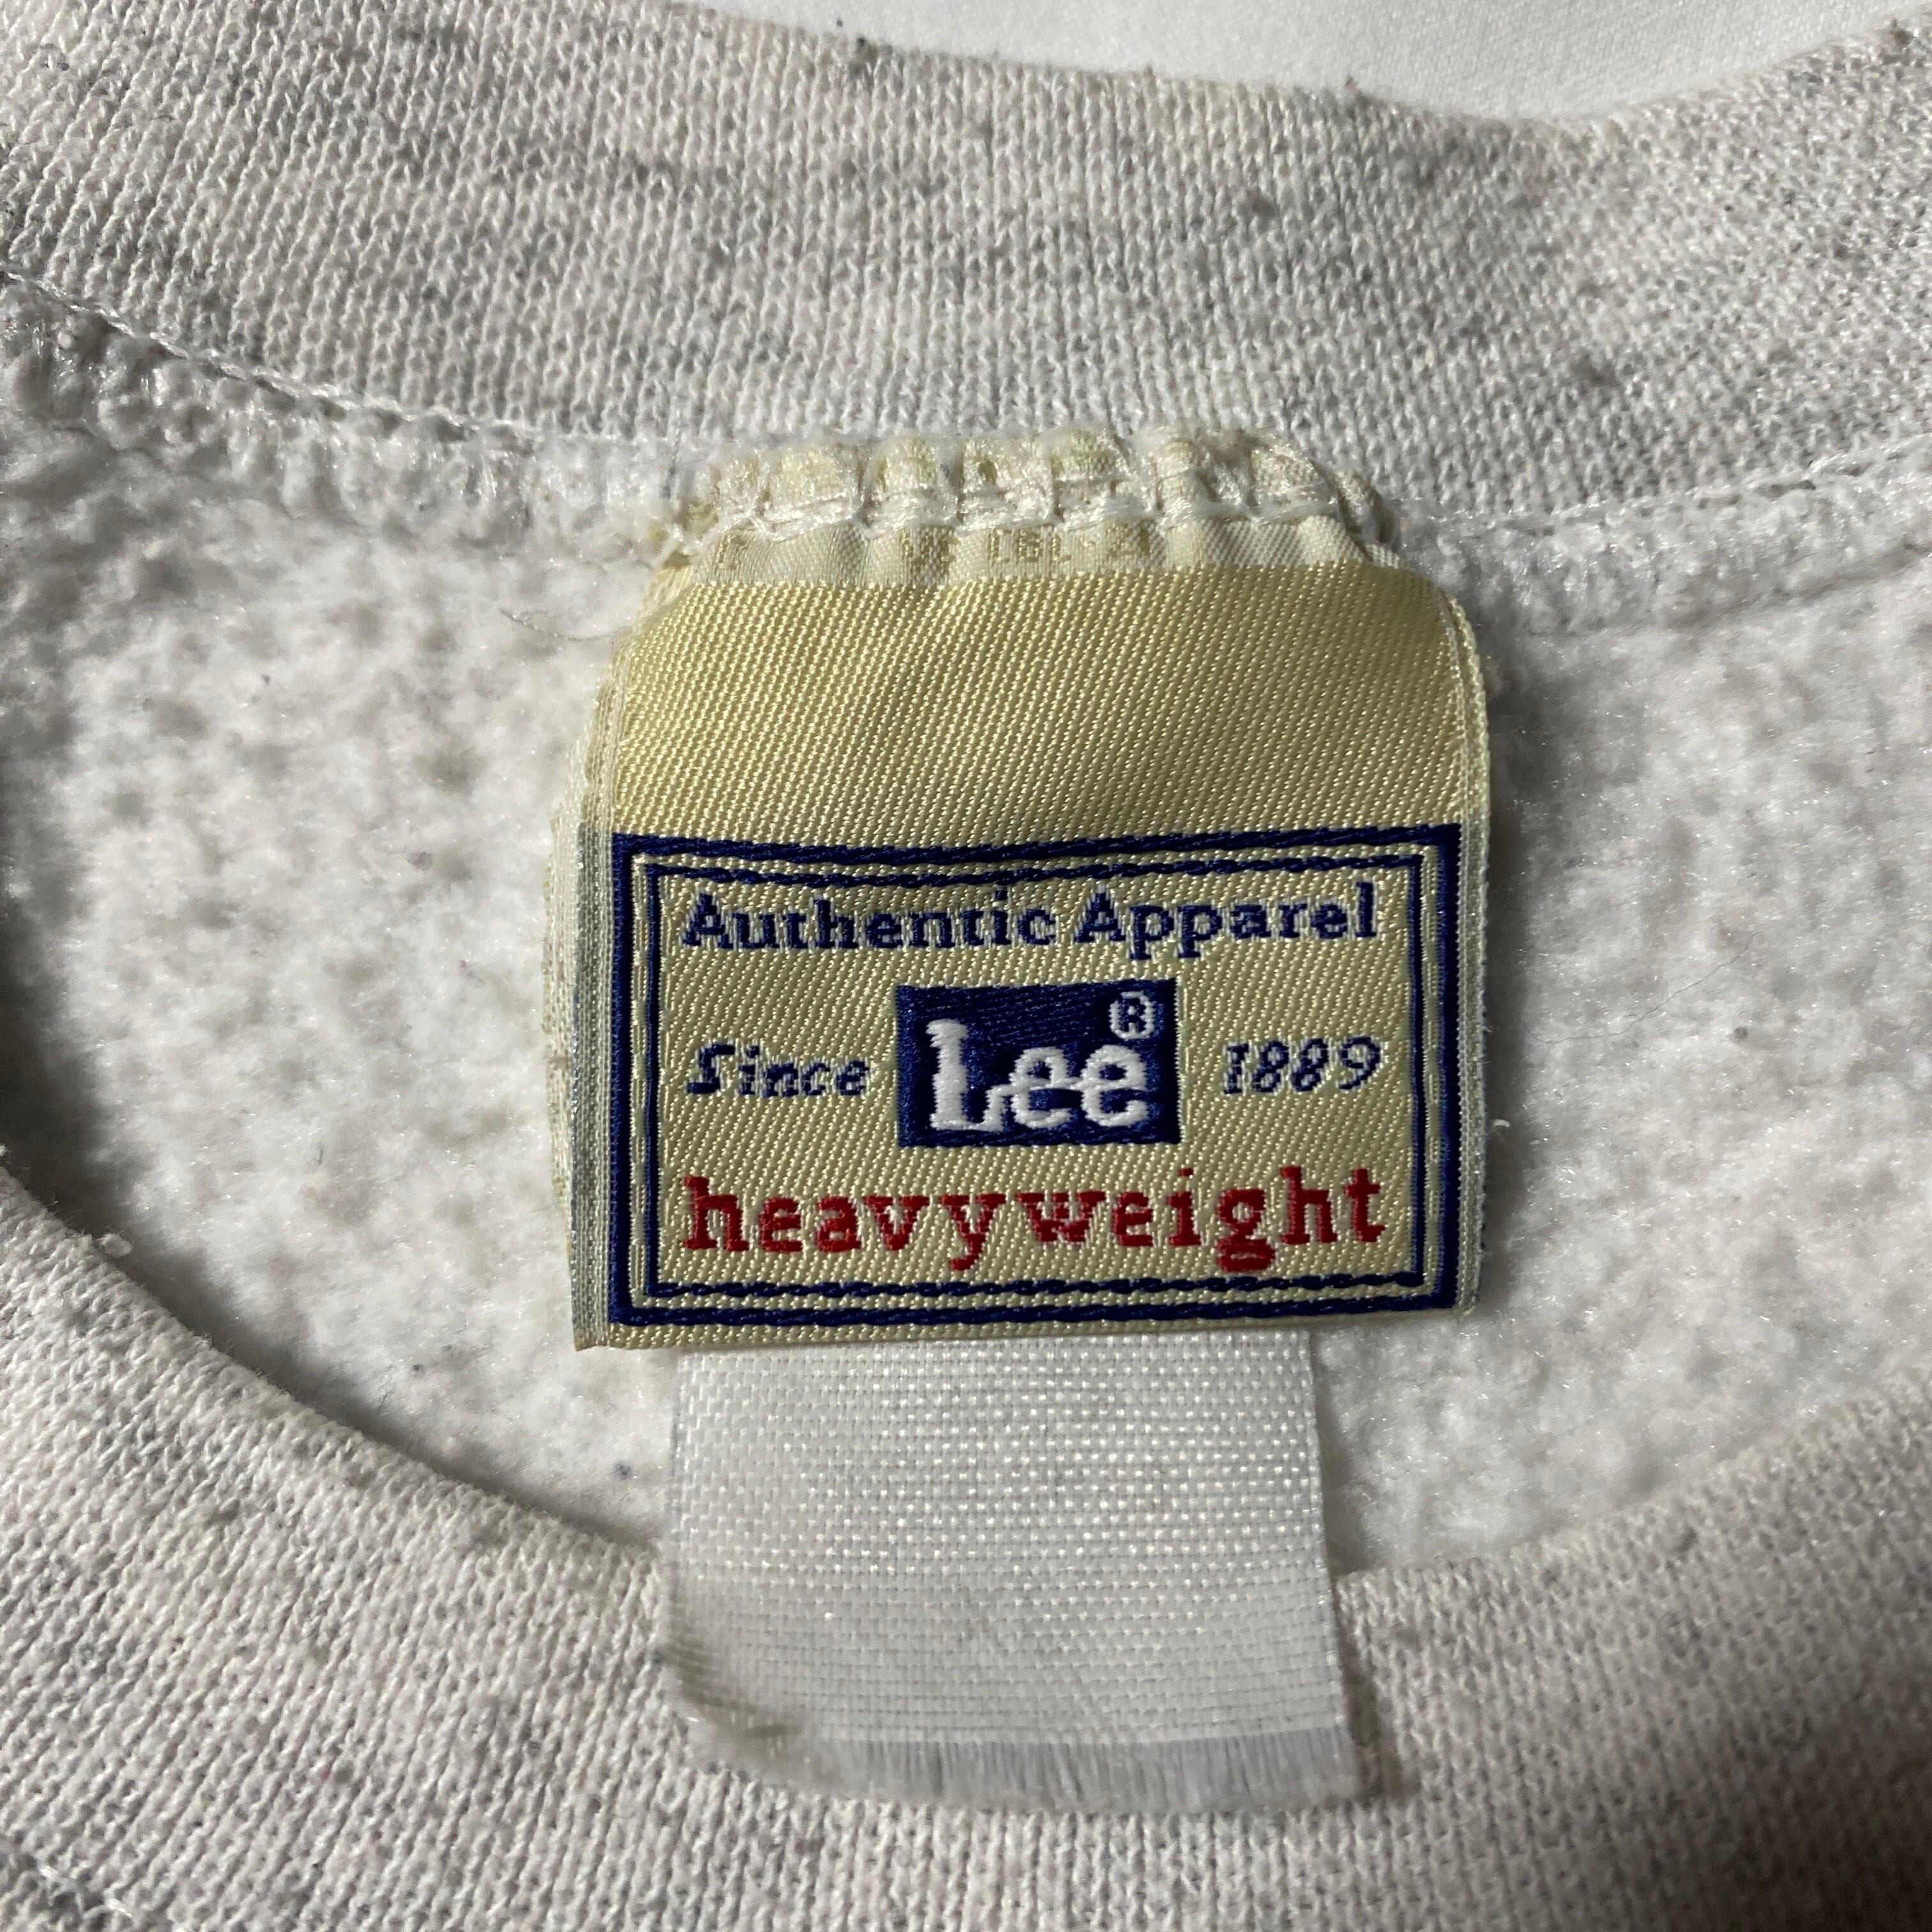 Authentic Apparel
Since Lee® 1889
heavyweight